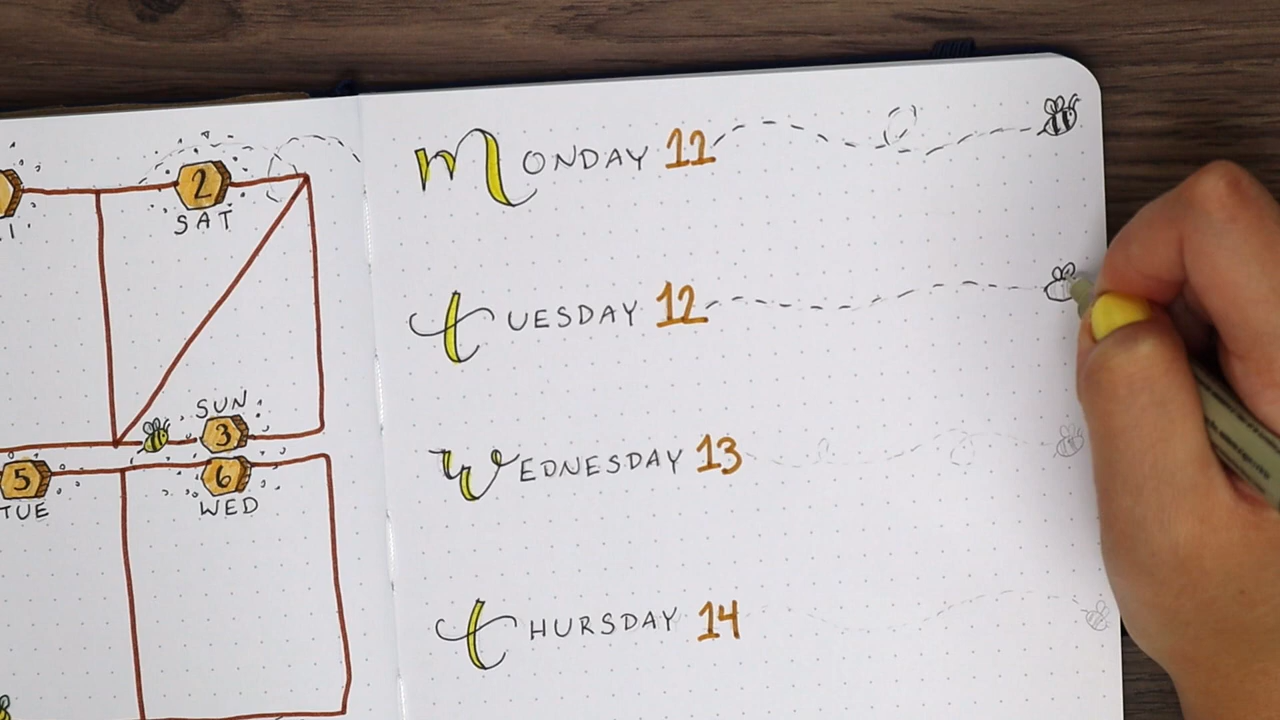 2
SAT
SUN
3
5
TUE
6
WED
Monday 11
Tuesday 12
Wednesday 13
Thursday 14